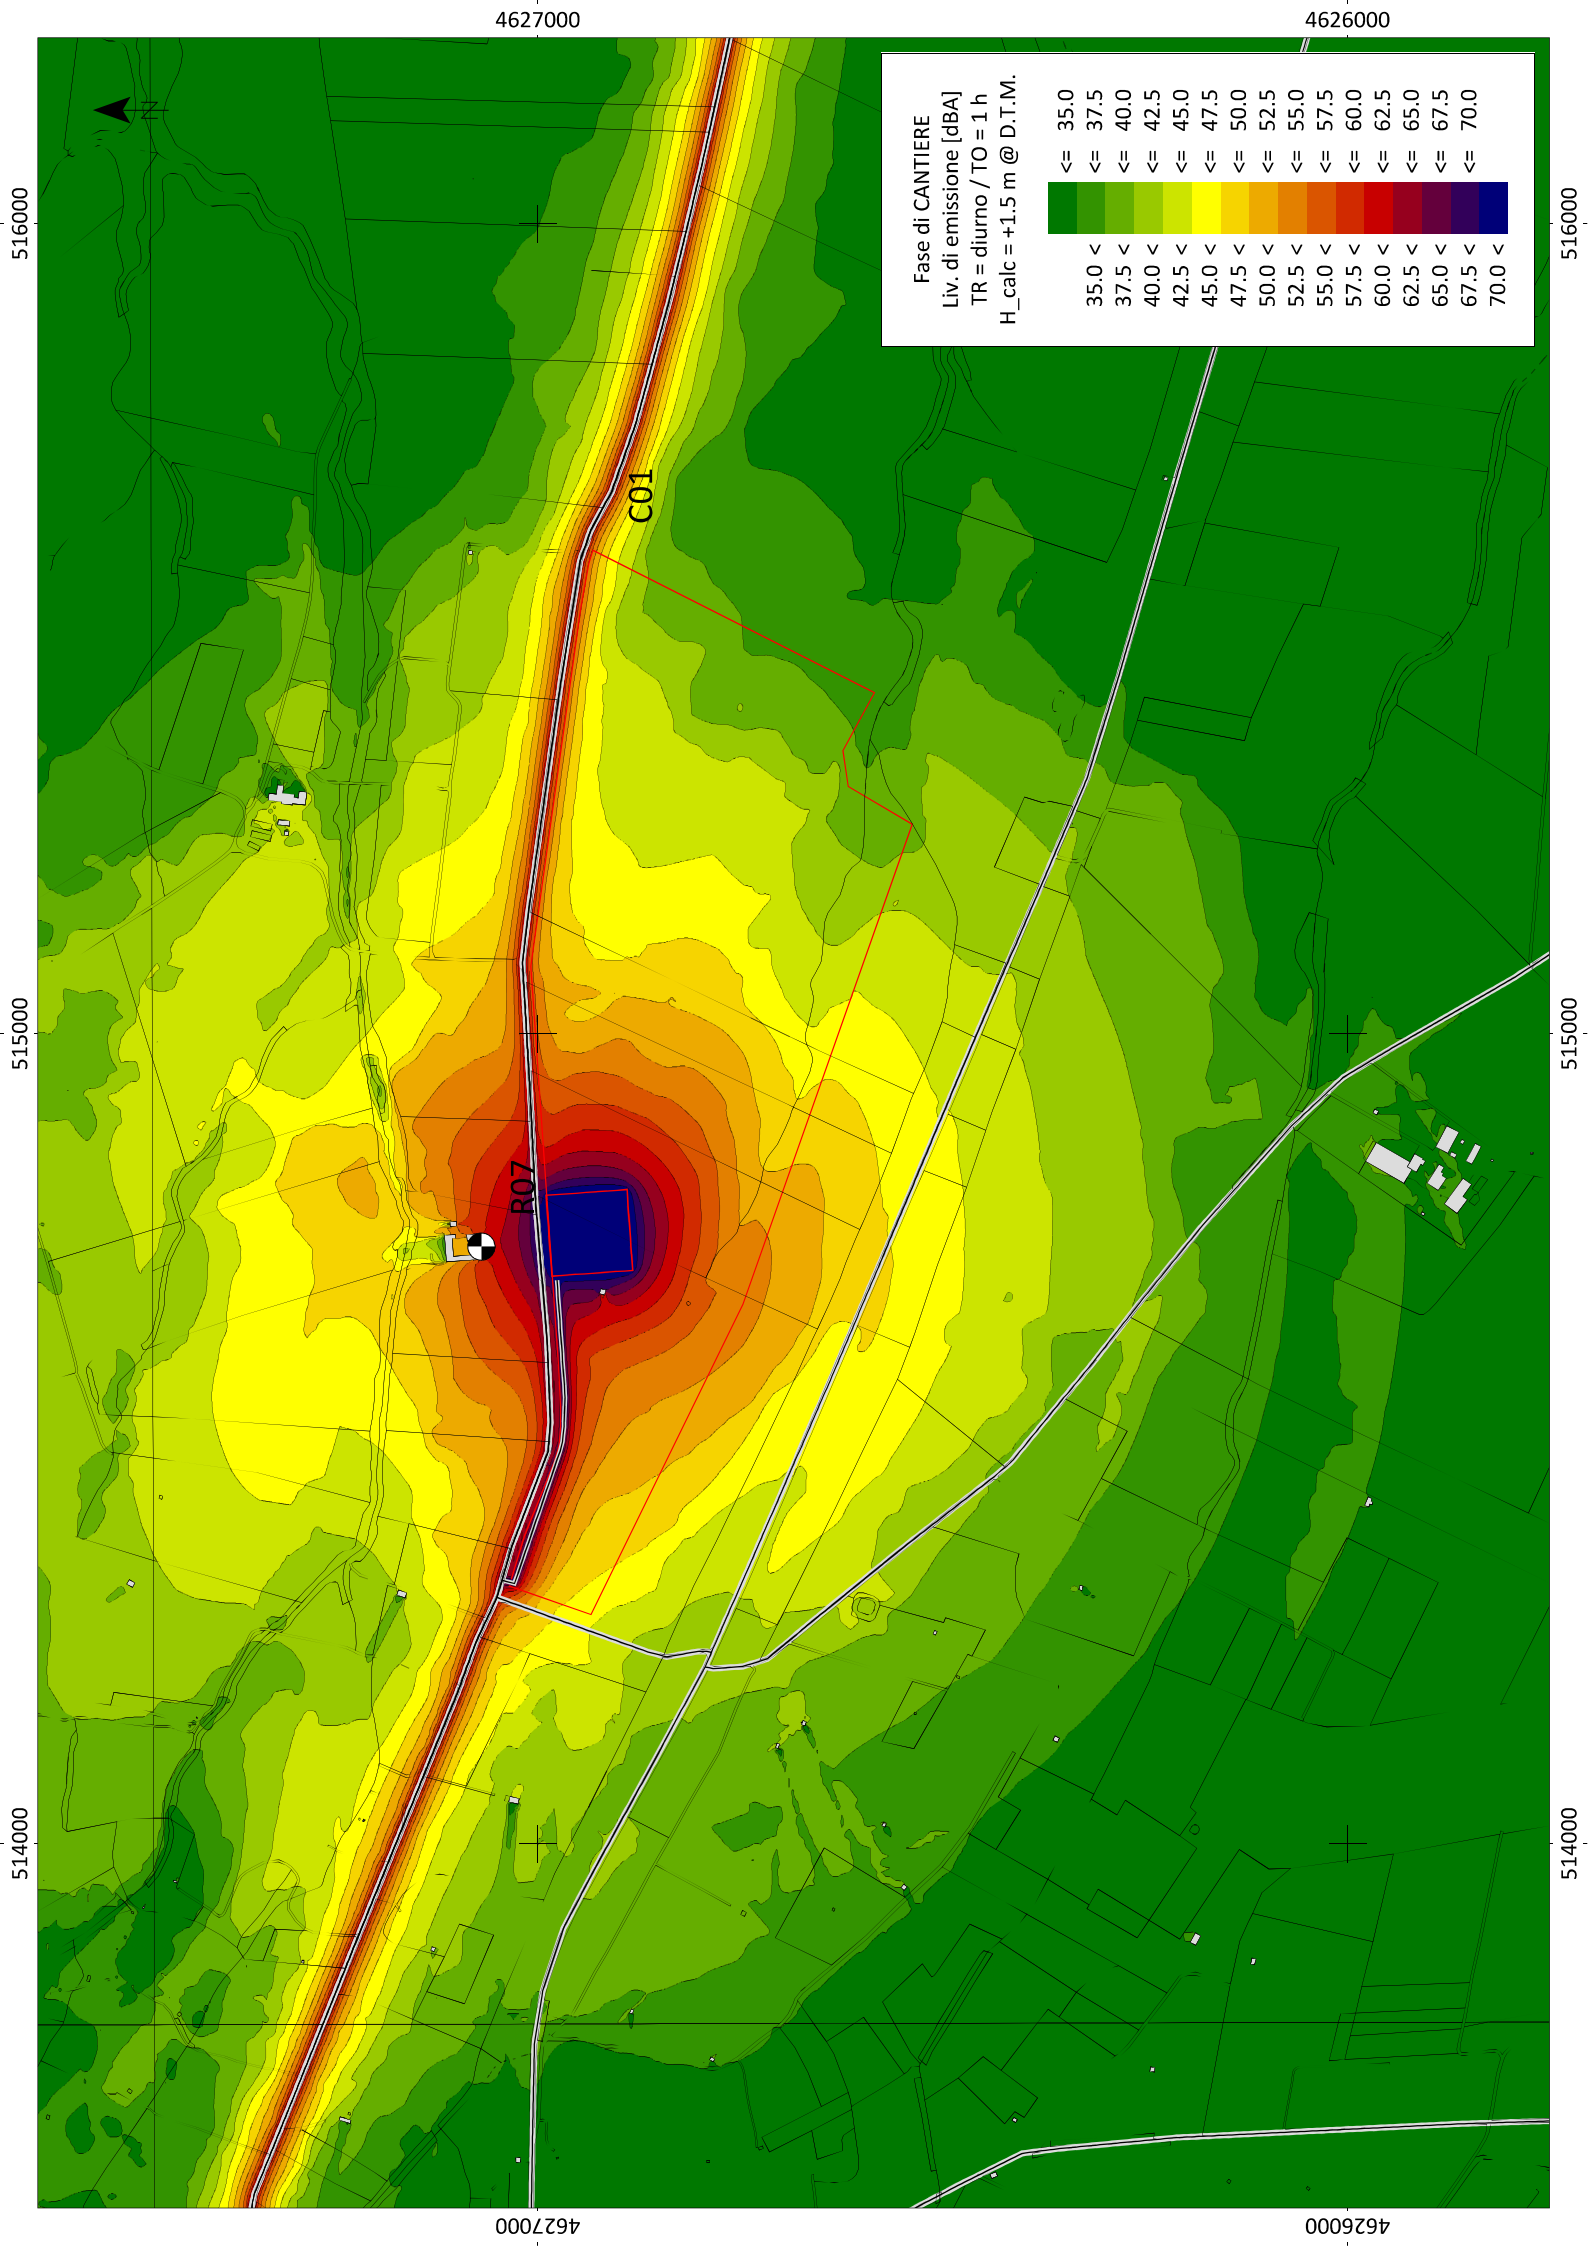 4627000
4626000
516000
515000
514000
516000
515000
514000
4627000
4626000
N
Fase di CANTIERE
Liv. di emissione [dBA]
TR = diurno / TO = 1 h
H_calc = +1.5 m @ D.T.M.
<= 35.0
35.0 < <= 37.5
37.5 < <= 40.0
40.0 < <= 42.5
42.5 < <= 45.0
45.0 < <= 47.5
47.5 < <= 50.0
50.0 < <= 52.5
52.5 < <= 55.0
55.0 < <= 57.5
57.5 < <= 60.0
60.0 < <= 62.5
62.5 < <= 65.0
65.0 < <= 67.5
67.5 < <= 70.0
70.0 <
C01
R07